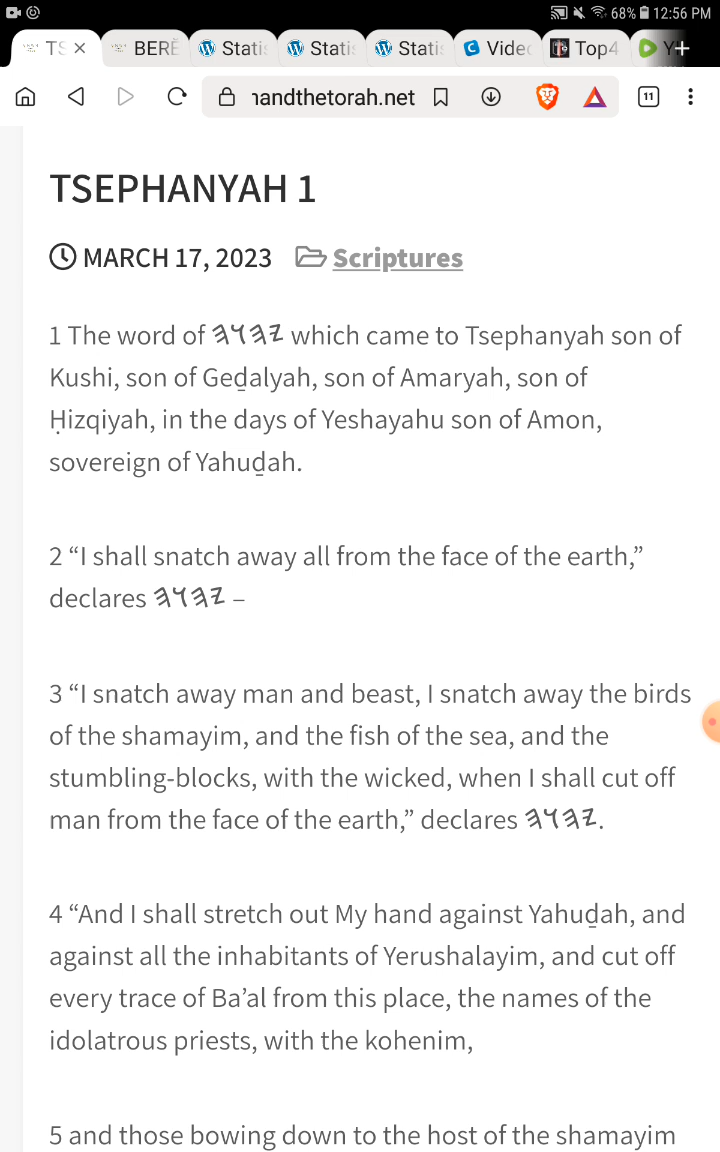 68% 12:56 PM
TS BERĔ Stati Stati Stati Videc Top4 Y
andthetorah.net 11
TSEPHANYAH 1
MARCH 17, 2023 Scriptures
1 The word of 𐤉𐤄𐤅𐤄 which came to Tsephanyah son of
Kushi, son of Geḏalyah, son of Amaryah, son of
Ḥizqiyah, in the days of Yeshayahu son of Amon,
sovereign of Yahuḏah.
2 “I shall snatch away all from the face of the earth,”
declares 𐤉𐤄𐤅𐤄 –
3 “I snatch away man and beast, I snatch away the birds
of the shamayim, and the fish of the sea, and the
stumbling-blocks, with the wicked, when I shall cut off
man from the face of the earth,” declares 𐤉𐤄𐤅𐤄.
4 “And I shall stretch out My hand against Yahuḏah, and
against all the inhabitants of Yerushalayim, and cut off
every trace of Ba’al from this place, the names of the
idolatrous priests, with the kohenim,
5 and those bowing down to the host of the shamayim